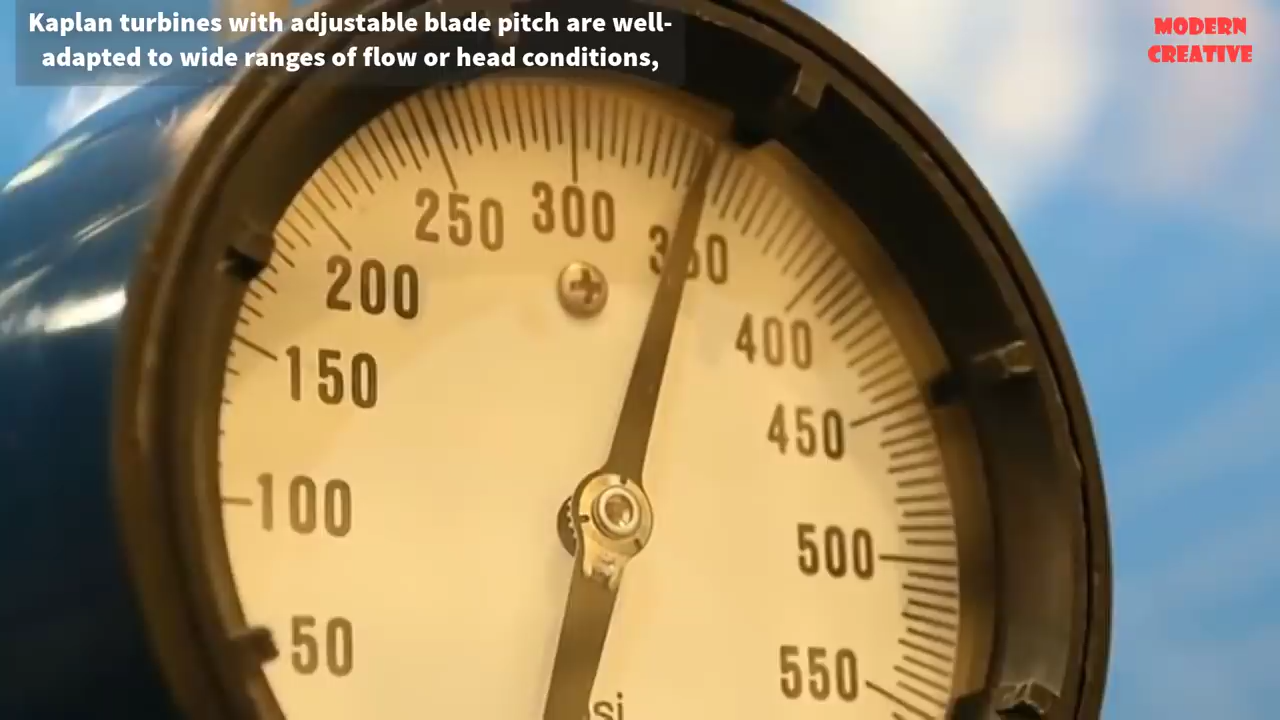 Kaplan turbines with adjustable blade pitch are well-
adapted to wide ranges of flow or head conditions,
MODERN
CREATIVE
250 300 350
200 400
150 450
100 500
50 550